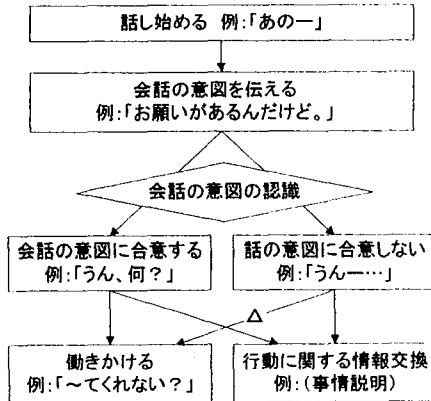 話し始める 例:「あのー」
会話の意図を伝える
例:「お願いがあるんだけど。」
会話の意図の認識
会話の意図に合意する
例:「うん、何？」
話の意図に合意しない
例:「うんー…」
△
働きかける
例:「～てくれない？」
行動に関する情報交換
例:(事情説明)